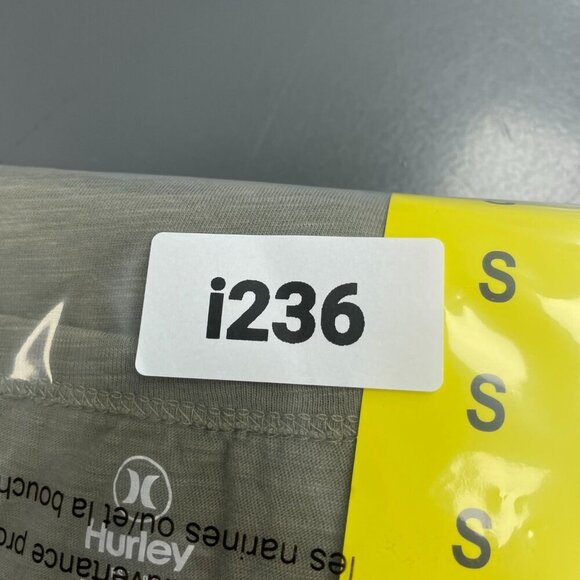 i236
S
S
S
Hurley
les narines ou/et la bouch